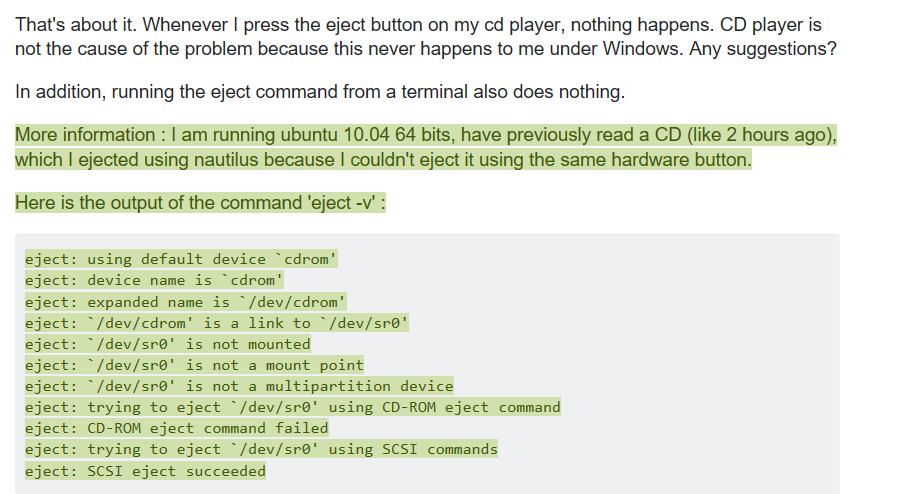 That's about it. Whenever I press the eject button on my cd player, nothing happens. CD player is
not the cause of the problem because this never happens to me under Windows. Any suggestions?
In addition, running the eject command from a terminal also does nothing.
More information : I am running ubuntu 10.04 64 bits, have previously read a CD (like 2 hours ago),
which I ejected using nautilus because I couldn't eject it using the same hardware button.
Here is the output of the command 'eject -v' :
eject: using default device `cdrom'
eject: device name is `cdrom'
eject: expanded name is `/dev/cdrom'
eject: `/dev/cdrom' is a link to `/dev/sr0'
eject: `/dev/sr0' is not mounted
eject: `/dev/sr0' is not a mount point
eject: `/dev/sr0' is not a multipartition device
eject: trying to eject `/dev/sr0' using CD-ROM eject command
eject: CD-ROM eject command failed
eject: trying to eject `/dev/sr0' using SCSI commands
eject: SCSI eject succeeded